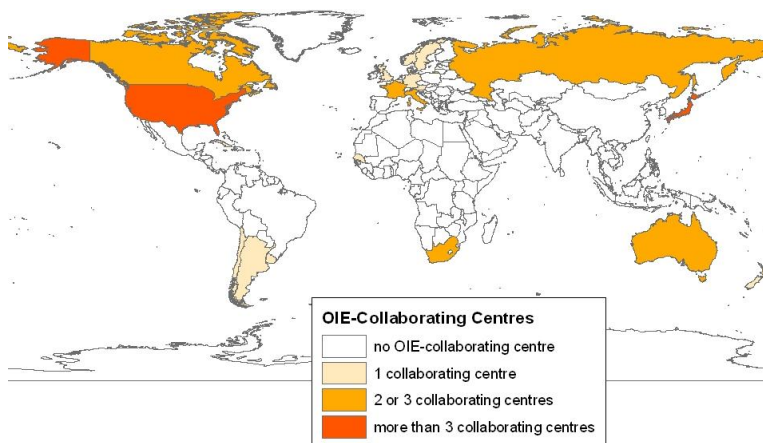 OIE-Collaborating Centres
no OIE-collaborating centre
1 collaborating centre
2 or 3 collaborating centres
more than 3 collaborating centres